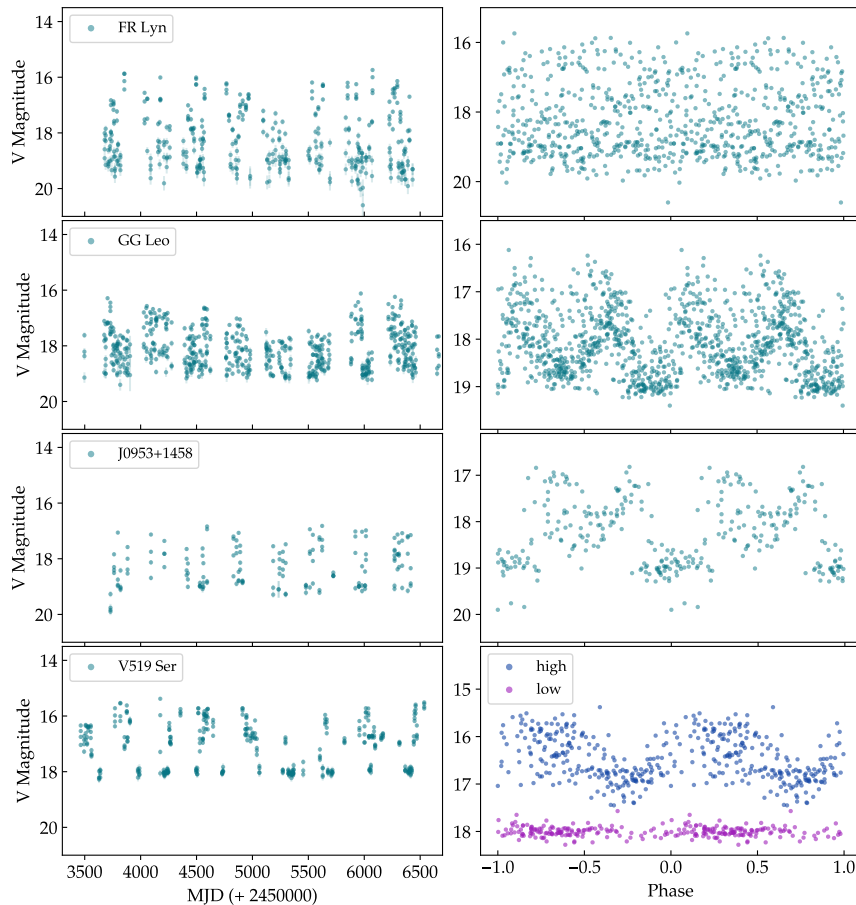 14
FR Lyn
16
18
20
V Magnitude
16
18
20
V Magnitude
14
GG Leo
16
18
20
V Magnitude
16
17
18
19
V Magnitude
14
J0953+1458
16
18
20
V Magnitude
17
18
19
20
V Magnitude
14
V519 Ser
16
18
20
V Magnitude
3500 4000 4500 5000 5500 6000 6500
MJD (+ 2450000)
high
low
15
16
17
18
−1.0 −0.5 0.0 0.5 1.0
Phase